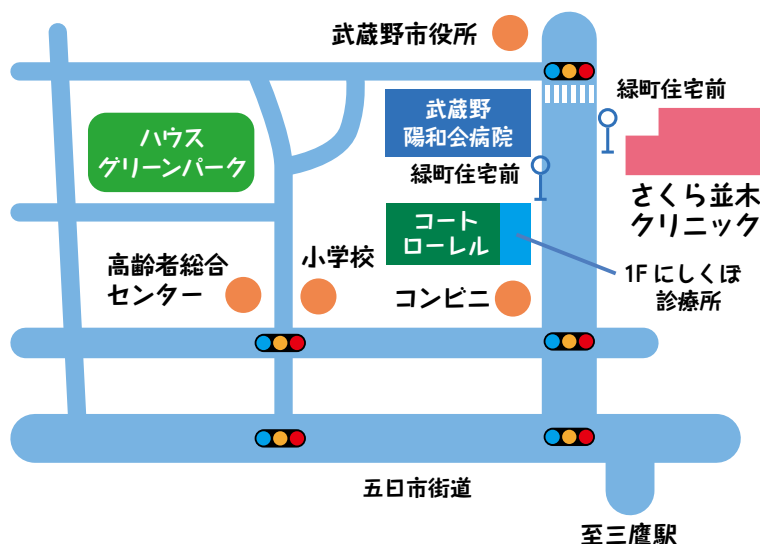 武蔵野市役所
緑町住宅前
武蔵野
陽和会病院
ハウス
グリーンパーク
緑町住宅前
さくら並木
クリニック
コート
ローレル
小学校
高齢者総合
センター
コンビニ
1Fにしくぼ
診療所
五日市街道
至三鷹駅